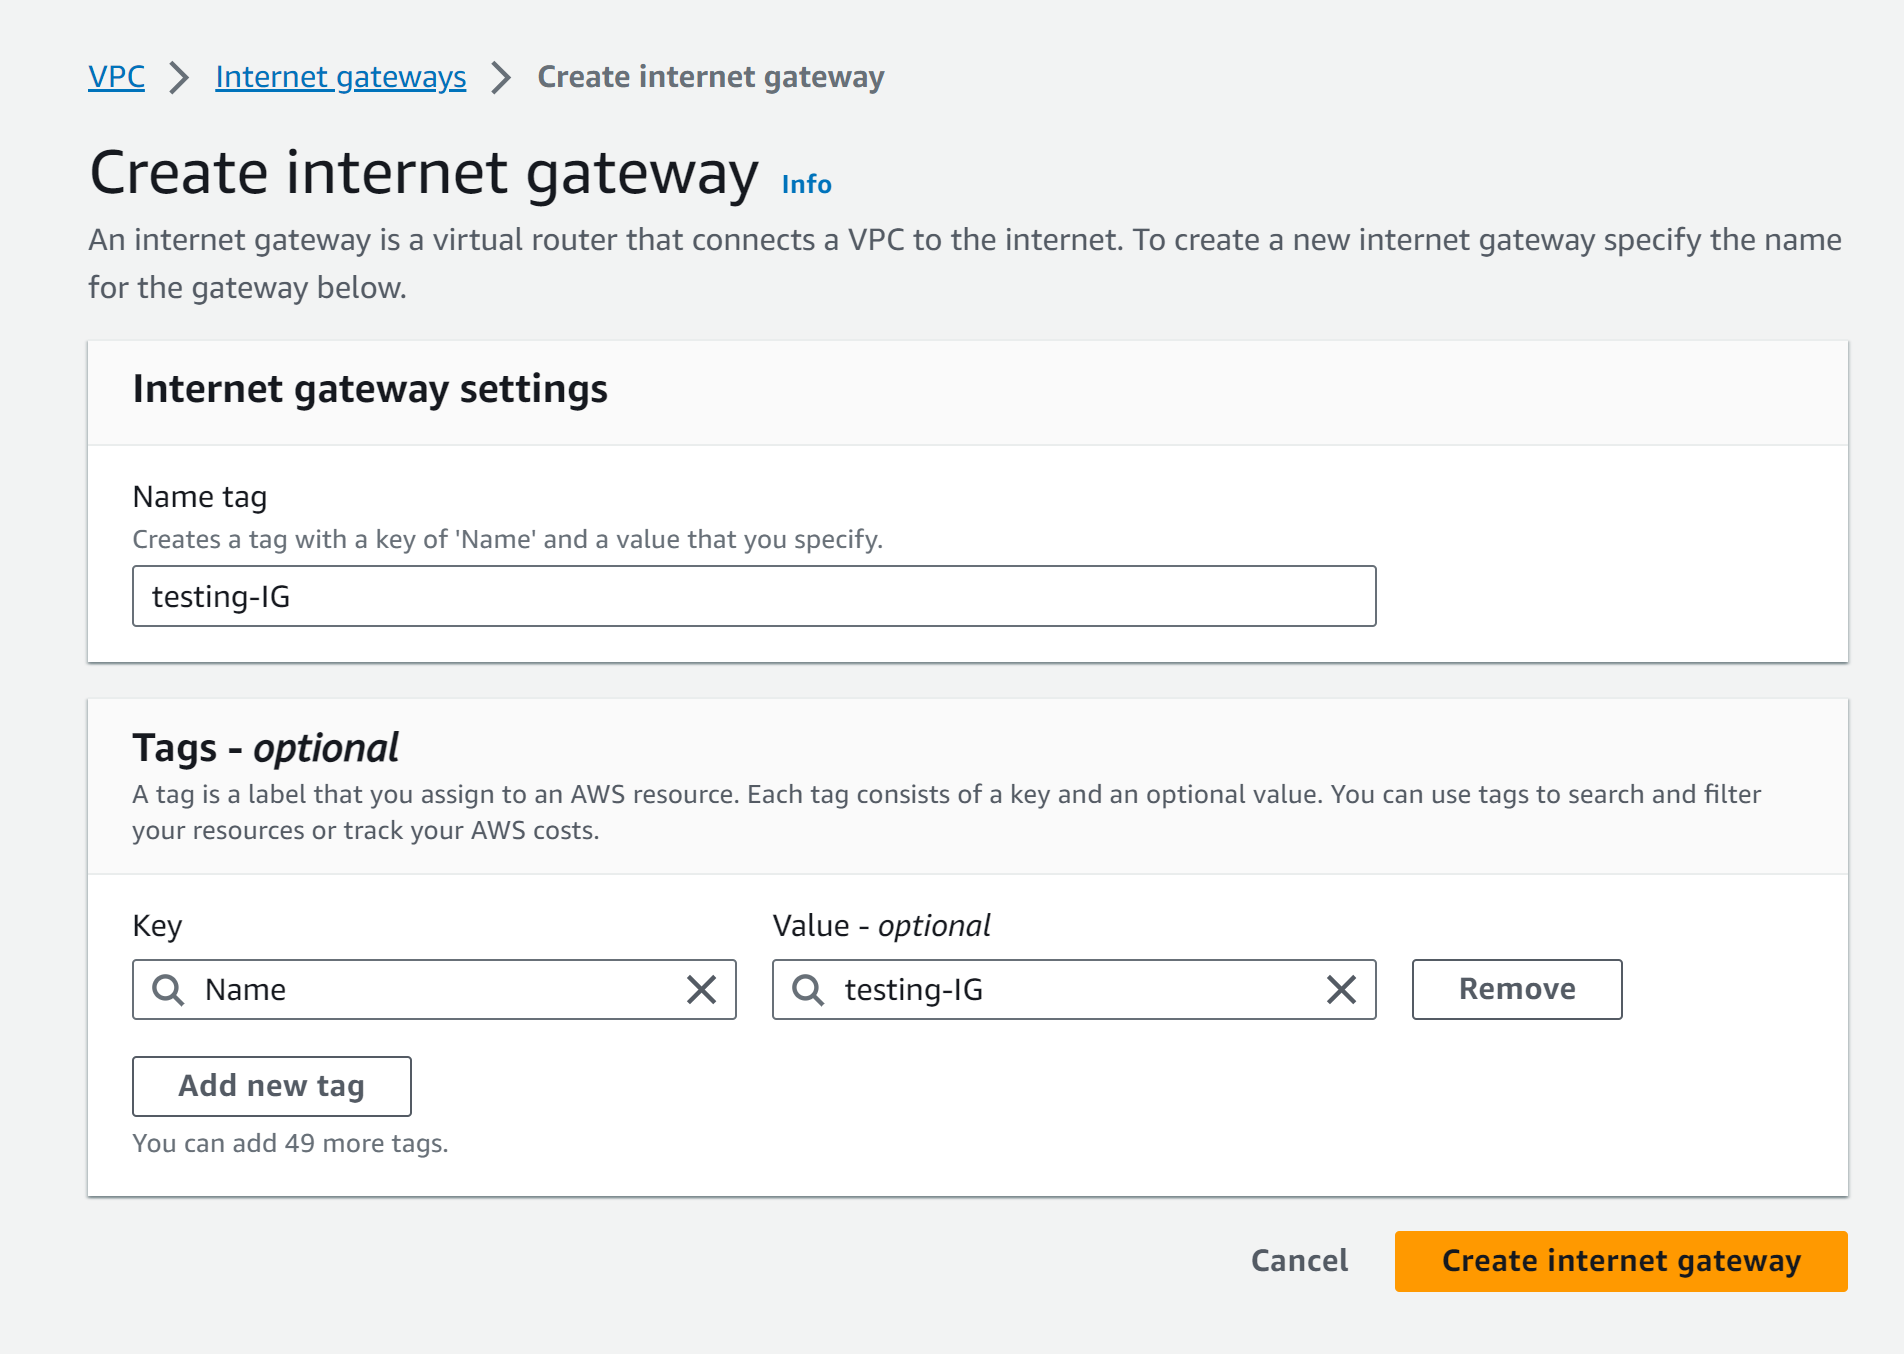 VPC > Internet gateways > Create internet gateway
Create internet gateway Info
An internet gateway is a virtual router that connects a VPC to the internet. To create a new internet gateway specify the name
for the gateway below.
Internet gateway settings
Name tag
Creates a tag with a key of 'Name' and a value that you specify.
testing-IG
Tags - optional
A tag is a label that you assign to an AWS resource. Each tag consists of a key and an optional value. You can use tags to search and filter
your resources or track your AWS costs.
Key Value - optional
Name testing-IG Remove
Add new tag
You can add 49 more tags.
Cancel Create internet gateway